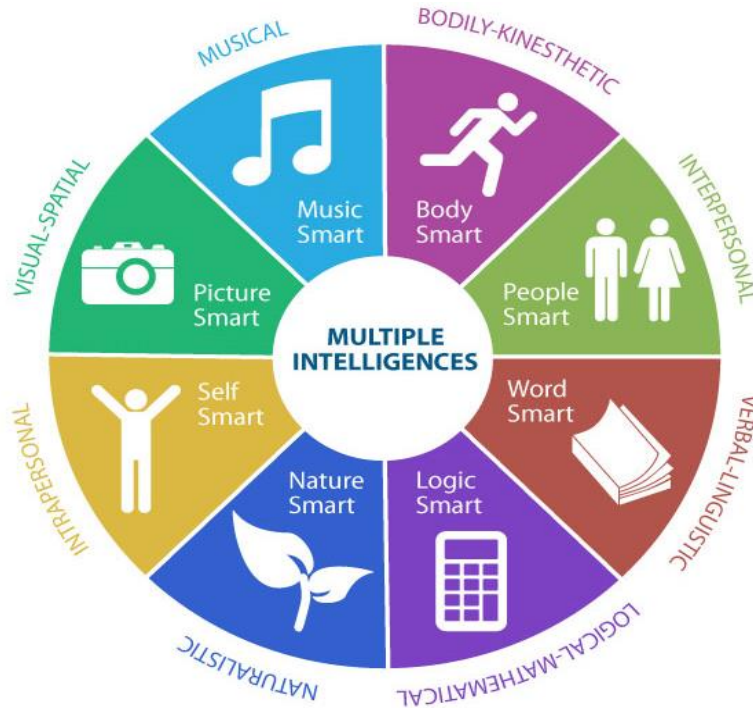 MUSICAL
BODILY-KINESTHETIC
VISUAL-SPATIAL
INTERPERSONAL
Music
Smart
Body
Smart
Picture
Smart
People
Smart
MULTIPLE
INTELLIGENCES
Self
Smart
Word
Smart
Nature
Smart
Logic
Smart
INTRAPERSONAL
VERBAL-LINGUISTIC
NATURALISTIC
LOGICAL-MATHEMATICAL